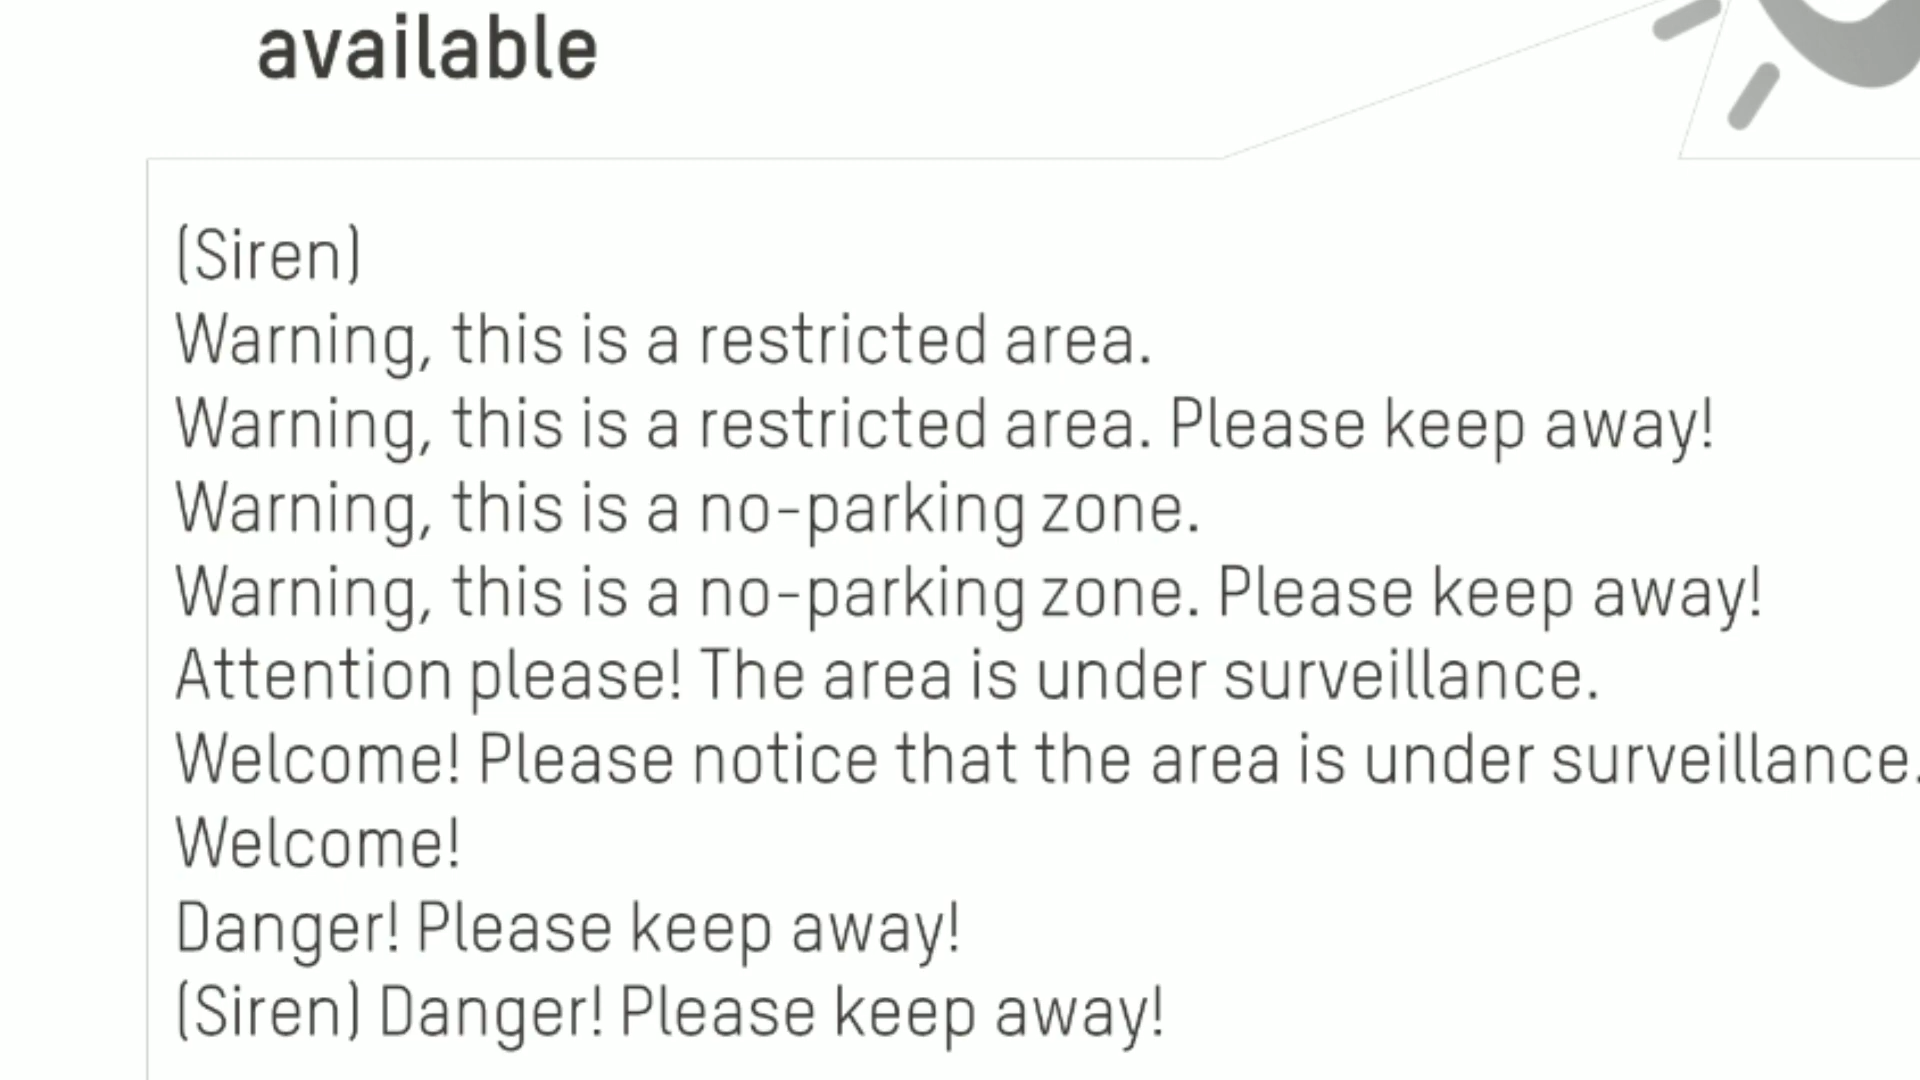 available
(Siren)
Warning, this is a restricted area.
Warning, this is a restricted area. Please keep away!
Warning, this is a no-parking zone.
Warning, this is a no-parking zone. Please keep away!
Attention please! The area is under surveillance.
Welcome! Please notice that the area is under surveillance.
Welcome!
Danger! Please keep away!
(Siren) Danger! Please keep away!